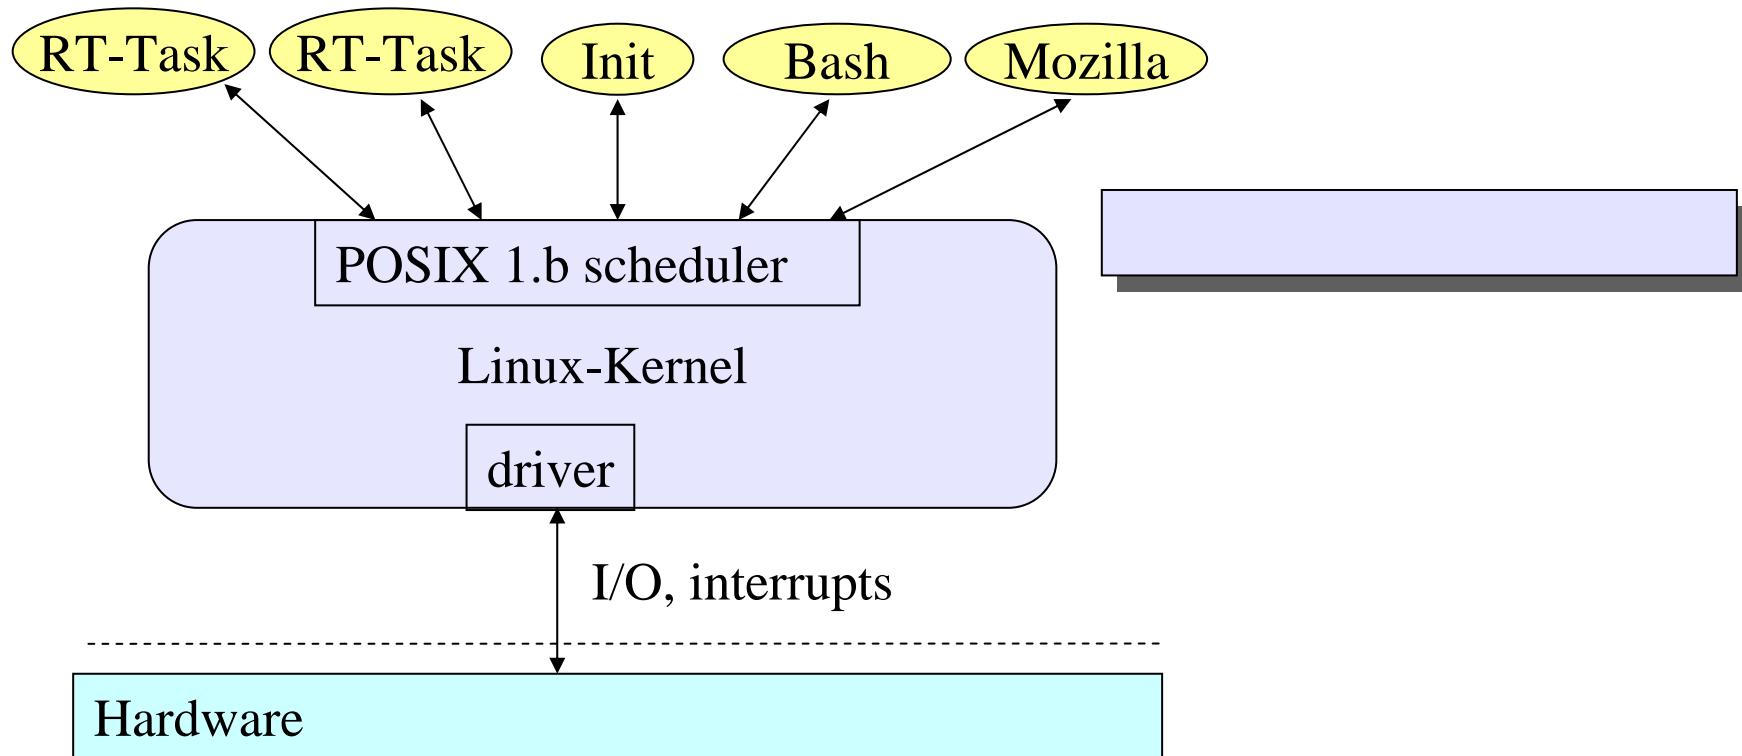 RT-Task
RT-Task
Init
Bash
Mozilla
POSIX 1.b scheduler
Linux-Kernel
driver
I/O, interrupts
Hardware